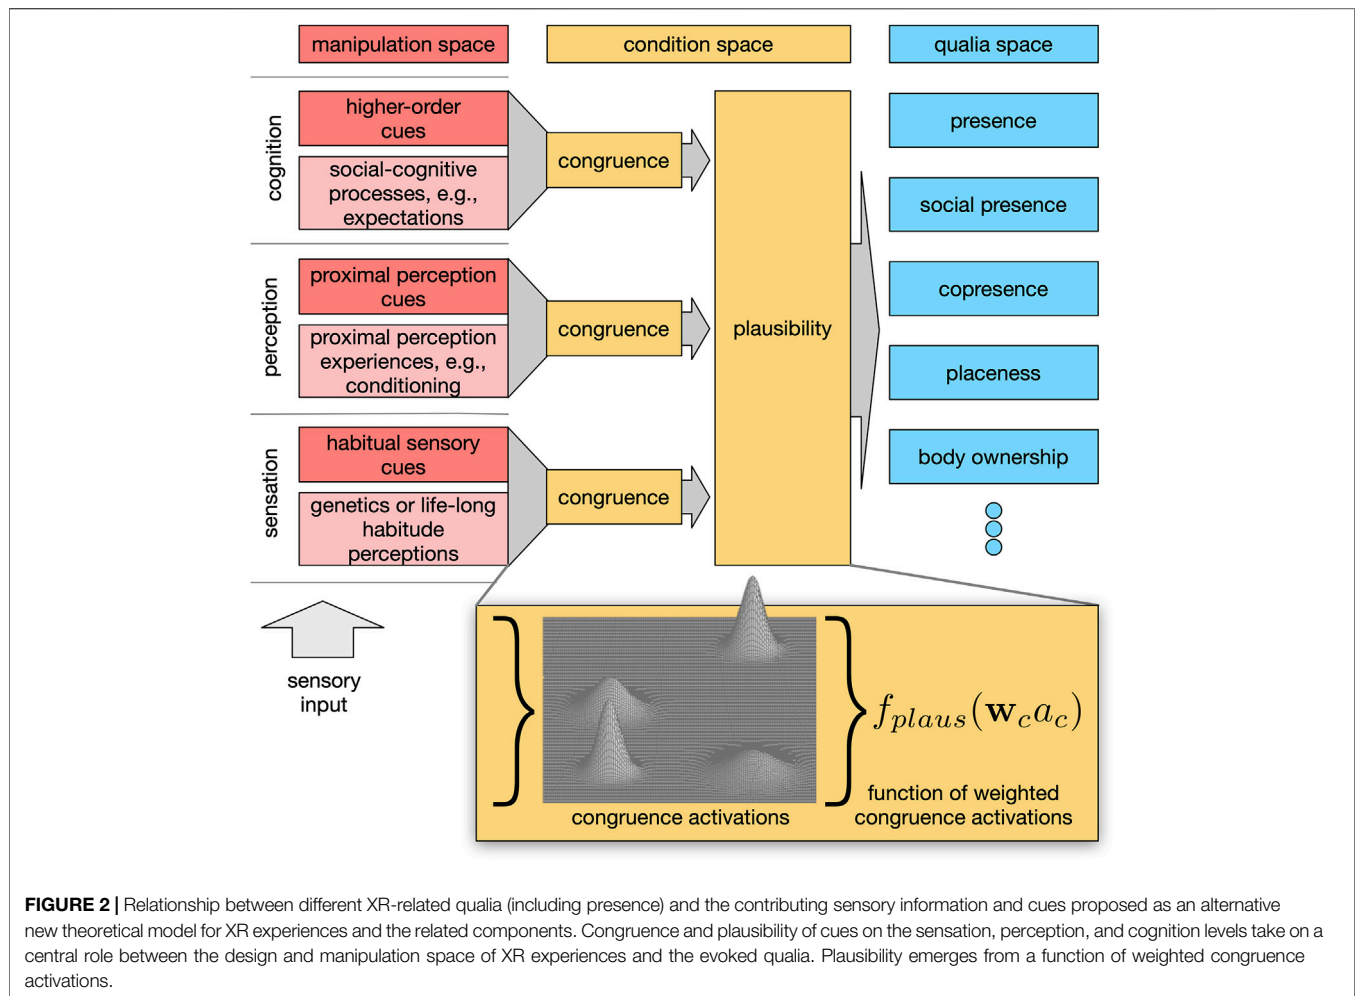 manipulation space
condition space
qualia space
cognition
higher-order
cues
social-cognitive
processes, e.g.,
expectations
congruence
perception
proximal perception
cues
proximal perception
experiences, e.g.,
conditioning
congruence
sensation
habitual sensory
cues
genetics or life-long
habitude
perceptions
congruence
plausibility
presence
social presence
copresence
placeness
body ownership
sensory
input
congruence activations
f_{plaus}(𝐰_c a_c)
function of weighted
congruence activations
FIGURE 2 | Relationship between different XR-related qualia (including presence) and the contributing sensory information and cues proposed as an alternative
new theoretical model for XR experiences and the related components. Congruence and plausibility of cues on the sensation, perception, and cognition levels take on a
central role between the design and manipulation space of XR experiences and the evoked qualia. Plausibility emerges from a function of weighted congruence
activations.